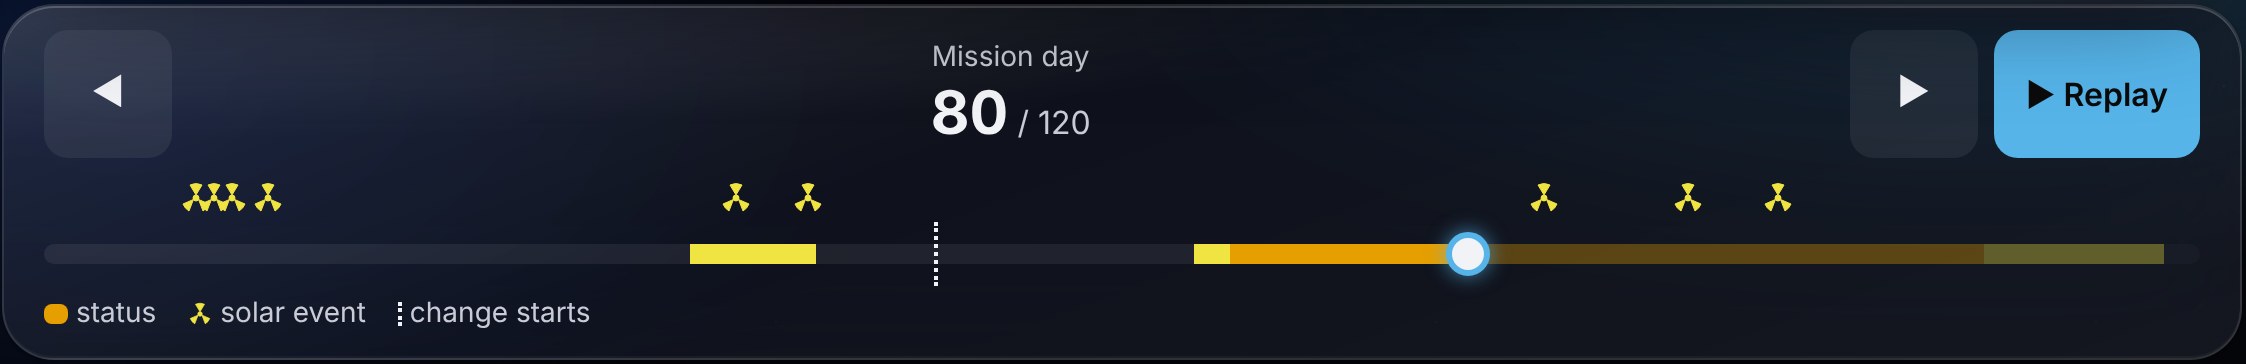 Mission day
80 / 120
Replay
status
solar event
change starts